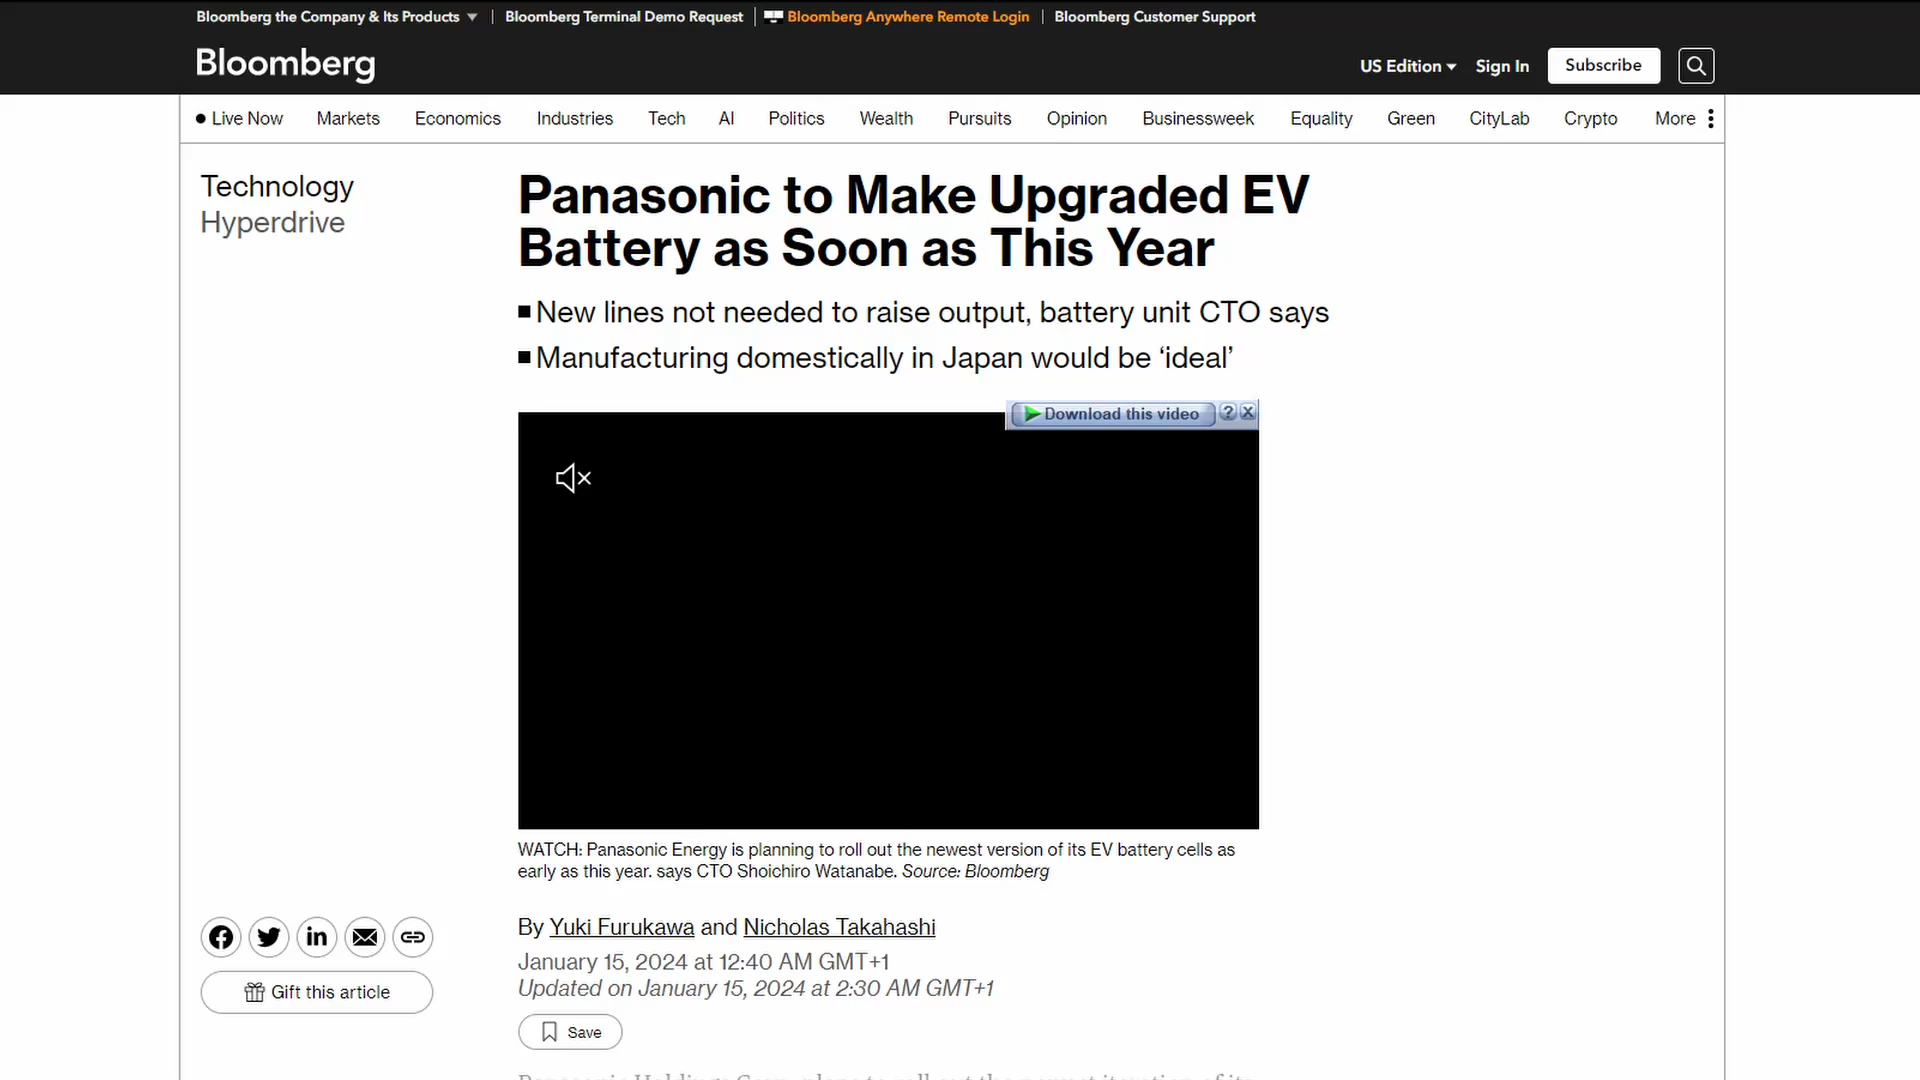 Bloomberg the Company & Its Products
Bloomberg Terminal Demo Request
Bloomberg Anywhere Remote Login
Bloomberg Customer Support
Bloomberg
US Edition
Sign In
Subscribe
Live Now
Markets
Economics
Industries
Tech
AI
Politics
Wealth
Pursuits
Opinion
Businessweek
Equality
Green
CityLab
Crypto
More
Technology
Hyperdrive
Panasonic to Make Upgraded EV
Battery as Soon as This Year
New lines not needed to raise output, battery unit CTO says
Manufacturing domestically in Japan would be ‘ideal’
Download this video
WATCH: Panasonic Energy is planning to roll out the newest version of its EV battery cells as
early as this year. says CTO Shoichiro Watanabe. Source: Bloomberg
By Yuki Furukawa and Nicholas Takahashi
January 15, 2024 at 12:40 AM GMT+1
Updated on January 15, 2024 at 2:30 AM GMT+1
Gift this article
Save